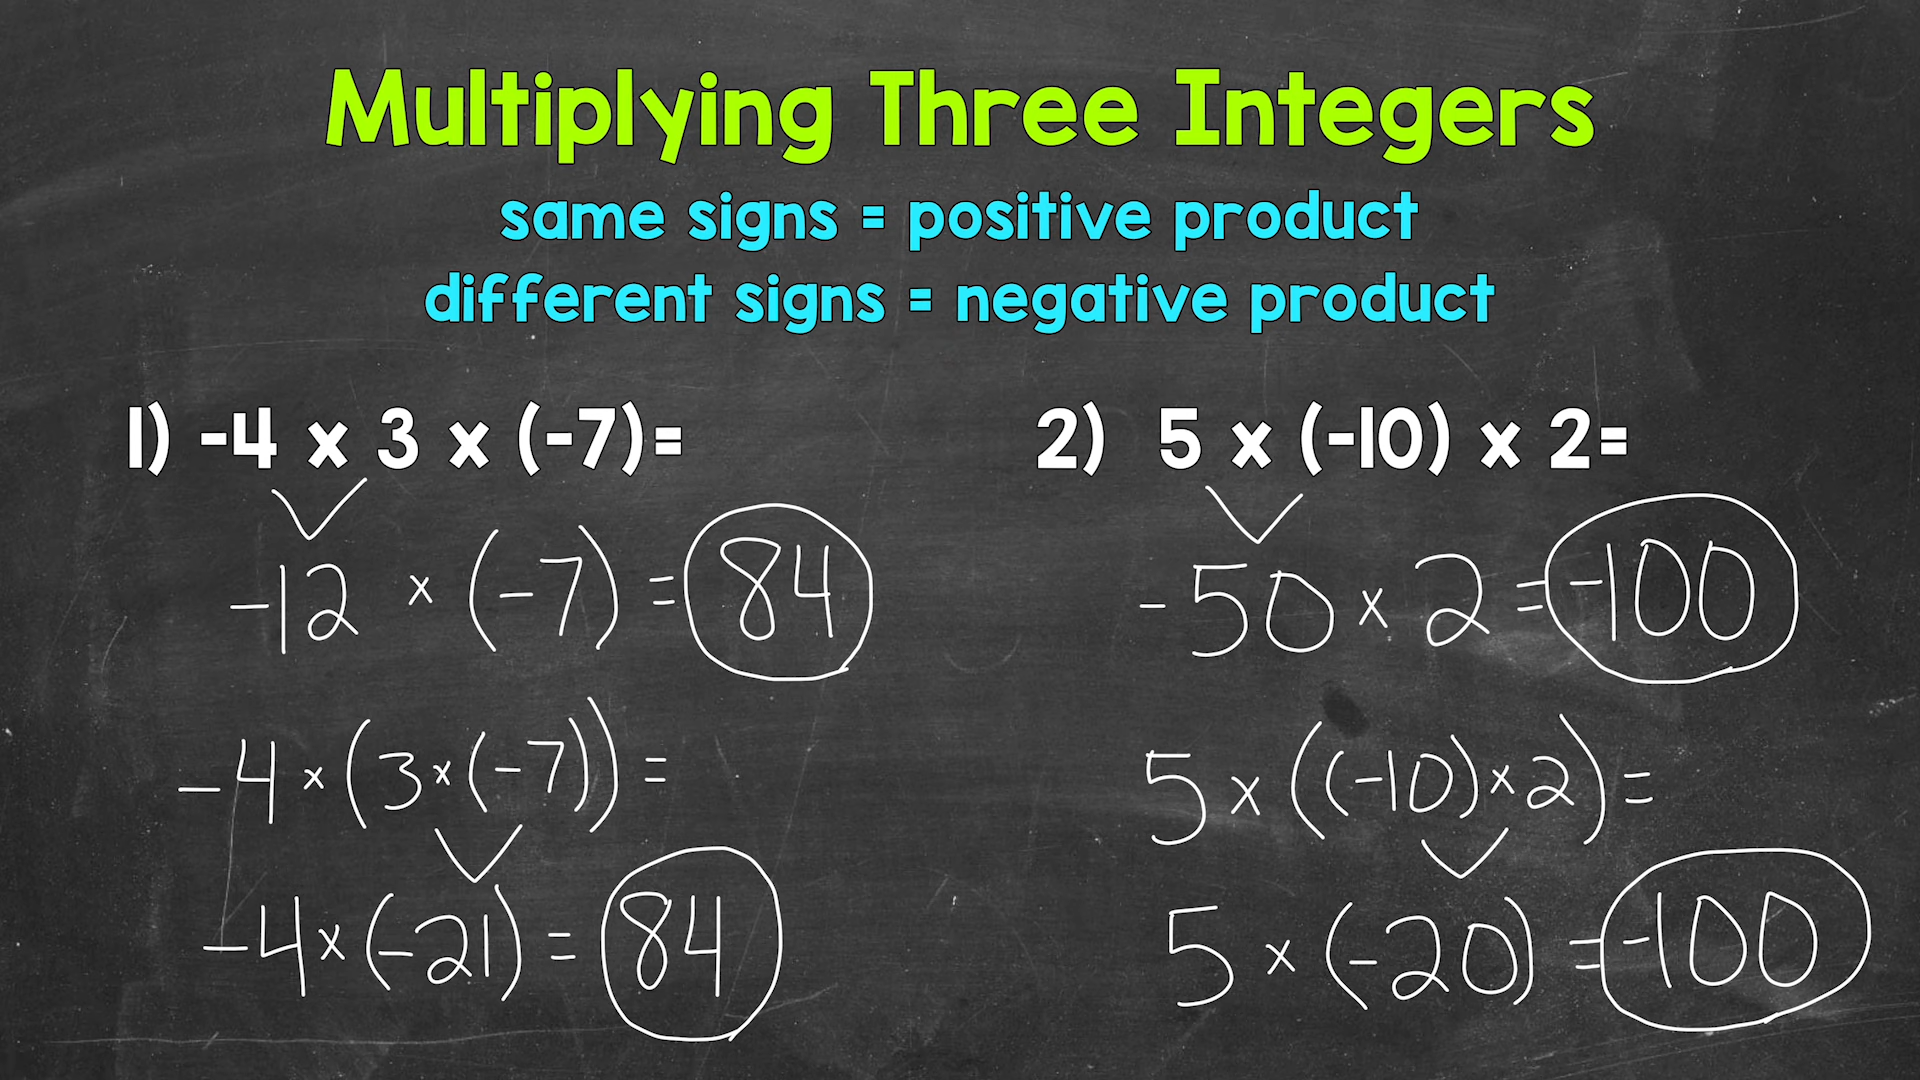 Multiplying Three Integers
same signs = positive product
different signs = negative product
1) -4 x 3 x (-7)=
-12 x (-7) = 84
-4 x (3 x (-7)) =
-4 x (-21) = 84
2) 5 x (-10) x 2=
-50 x 2 = -100
5 x ((-10) x 2) =
5 x (-20) = -100